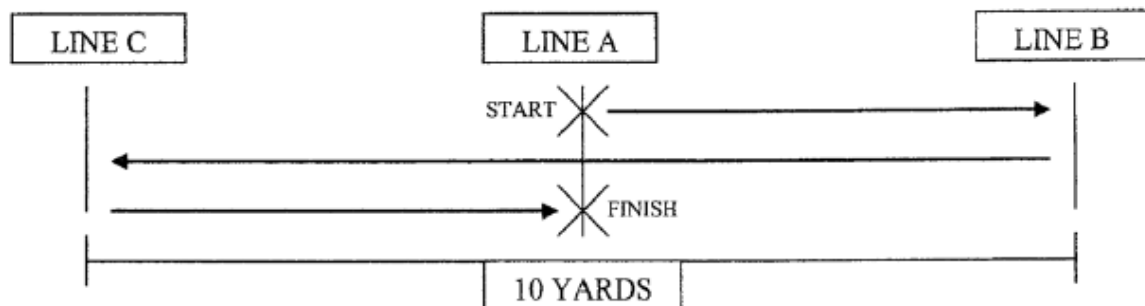 LINE C
LINE A
LINE B
START
FINISH
10 YARDS